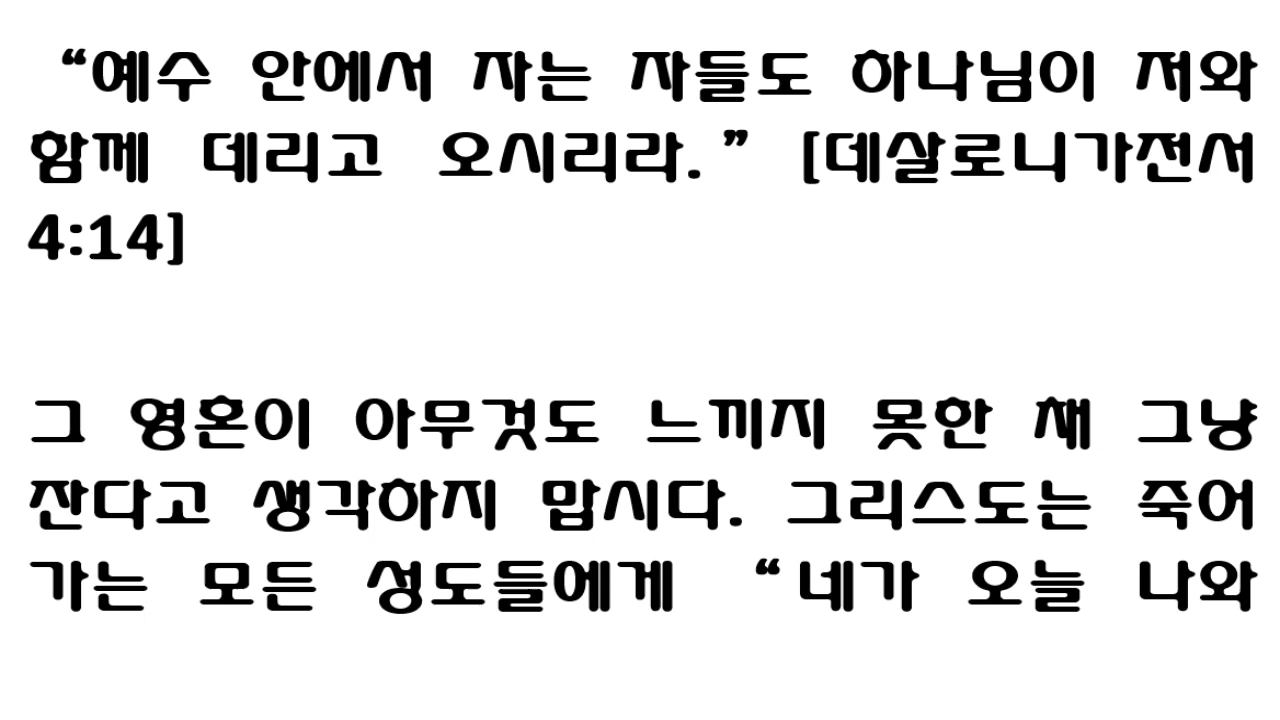 “예수 안에서 자는 자들도 하나님이 저와
함께 데리고 오시리라.” [데살로니가전서
4:14]
그 영혼이 아무것도 느끼지 못한 채 그냥
잔다고 생각하지 맙시다. 그리스도는 죽어
가는 모든 성도들에게 “네가 오늘 나와